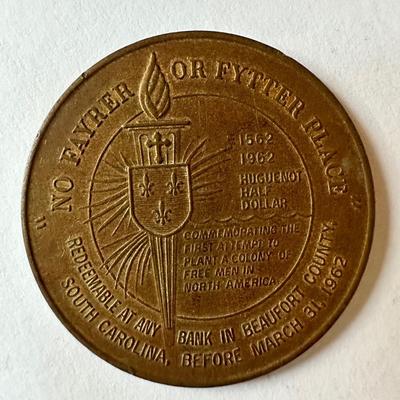 " NO FAYRER OR FYTTER PLACE "
1562
1962
HUGUENOT
HALF
DOLLAR
COMMEMORATING THE
FIRST ATTEMPT TO
PLANT A COLONY OF
FREE MEN IN
NORTH AMERICA
REDEEMABLE AT ANY BANK IN BEAUFORT COUNTY,
SOUTH CAROLINA, BEFORE MARCH 31, 1962